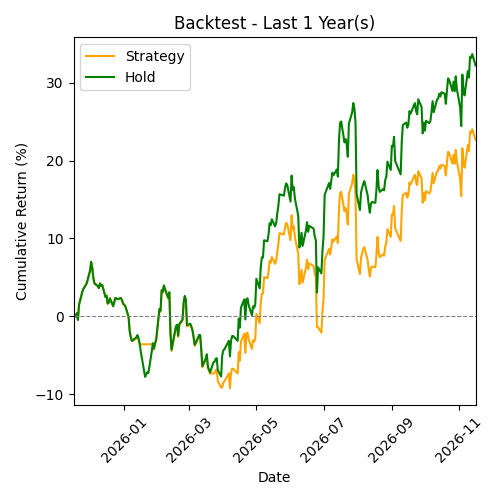 Backtest - Last 1 Year(s)
Strategy
Hold
Cumulative Return (%)
30
20
10
0
−10
2026-01
2026-03
2026-05
2026-07
2026-09
2026-11
Date